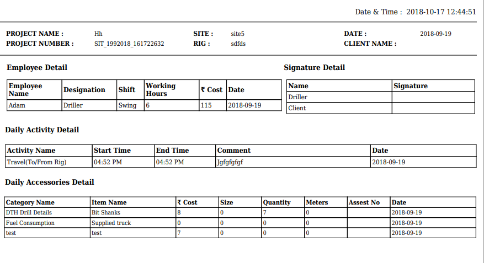 Date & Time : 2018-10-17 12:44:51
PROJECT NAME : Hh SITE : site5 DATE : 2018-09-19
PROJECT NUMBER : SIT_1992018_161722632 RIG : sdfifs CLIENT NAME :
Employee Detail Signature Detail
Employee Name Designation Shift Working Hours ₹ Cost Date
Adam Driller Swing 6 115 2018-09-19
Name Signature
Driller
Client
Daily Activity Detail
Activity Name Start Time End Time Comment Date
Travel(To/From Rig) 04:52 PM 04:52 PM Jgfgfgfgf 2018-09-19
Daily Accessories Detail
Category Name Item Name ₹ Cost Size Quantity Meters Assest No Date
DTH Drill Details Bit Shanks 8 0 7 0 2018-09-19
Fuel Consumption Supplied truck 0 0 0 0 2018-09-19
test test 7 0 0 0 2018-09-19